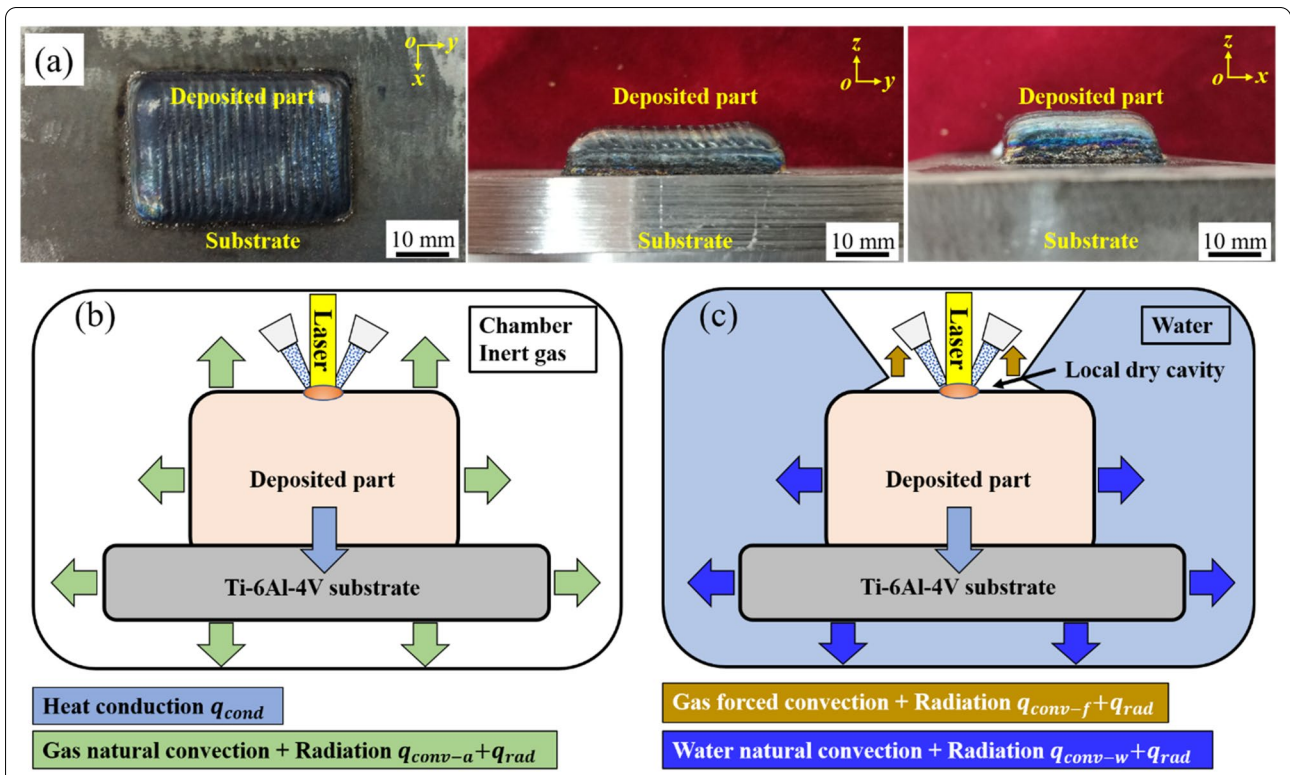 (a)
Deposited part
Substrate
10 mm
o
y
x
Deposited part
Substrate
10 mm
z
o
y
Deposited part
Substrate
10 mm
z
o
x
(b)
Laser
Chamber
Inert gas
Deposited part
Ti-6Al-4V substrate
(c)
Laser
Water
Local dry cavity
Deposited part
Ti-6Al-4V substrate
Heat conduction q_cond
Gas natural convection + Radiation q_conv−a+q_rad
Gas forced convection + Radiation q_conv−f+q_rad
Water natural convection + Radiation q_conv−w+q_rad